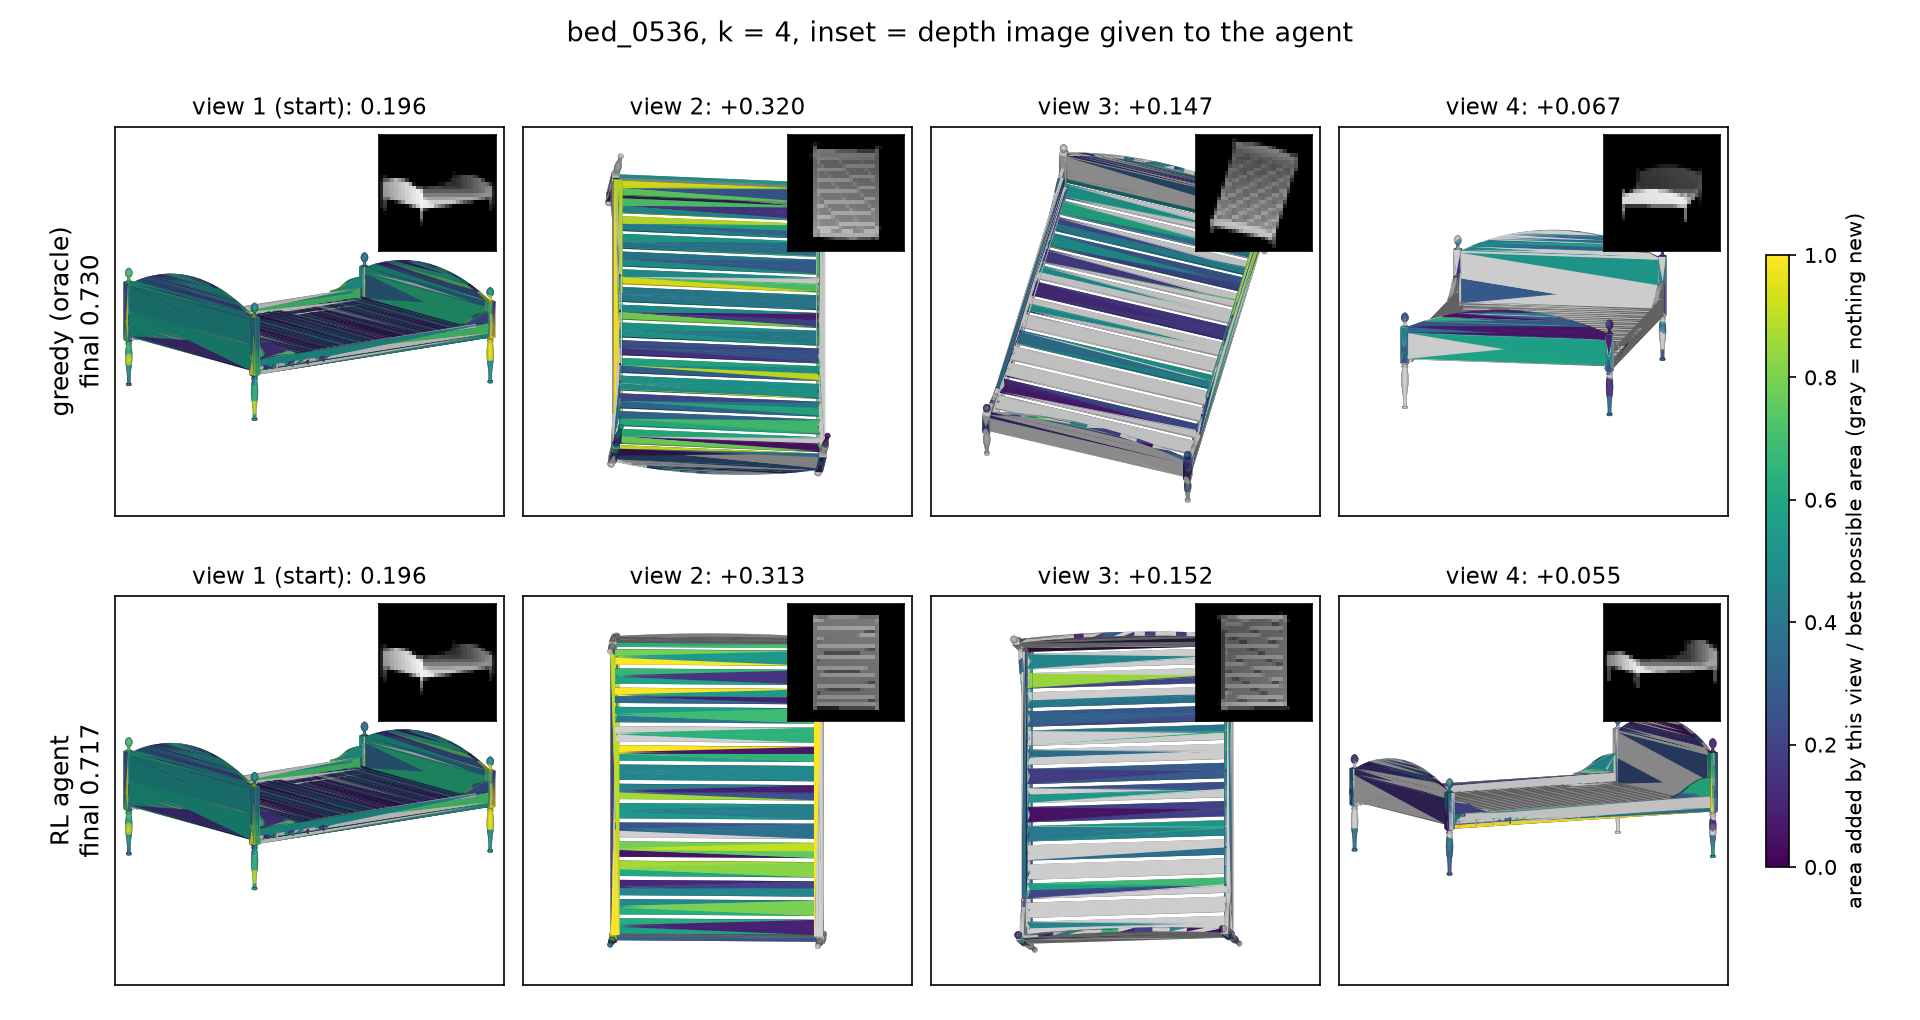 bed_0536, k = 4, inset = depth image given to the agent
greedy (oracle)
final 0.730
view 1 (start): 0.196
view 2: +0.320
view 3: +0.147
view 4: +0.067
RL agent
final 0.717
view 1 (start): 0.196
view 2: +0.313
view 3: +0.152
view 4: +0.055
1.0
0.8
0.6
0.4
0.2
0.0
area added by this view / best possible area (gray = nothing new)